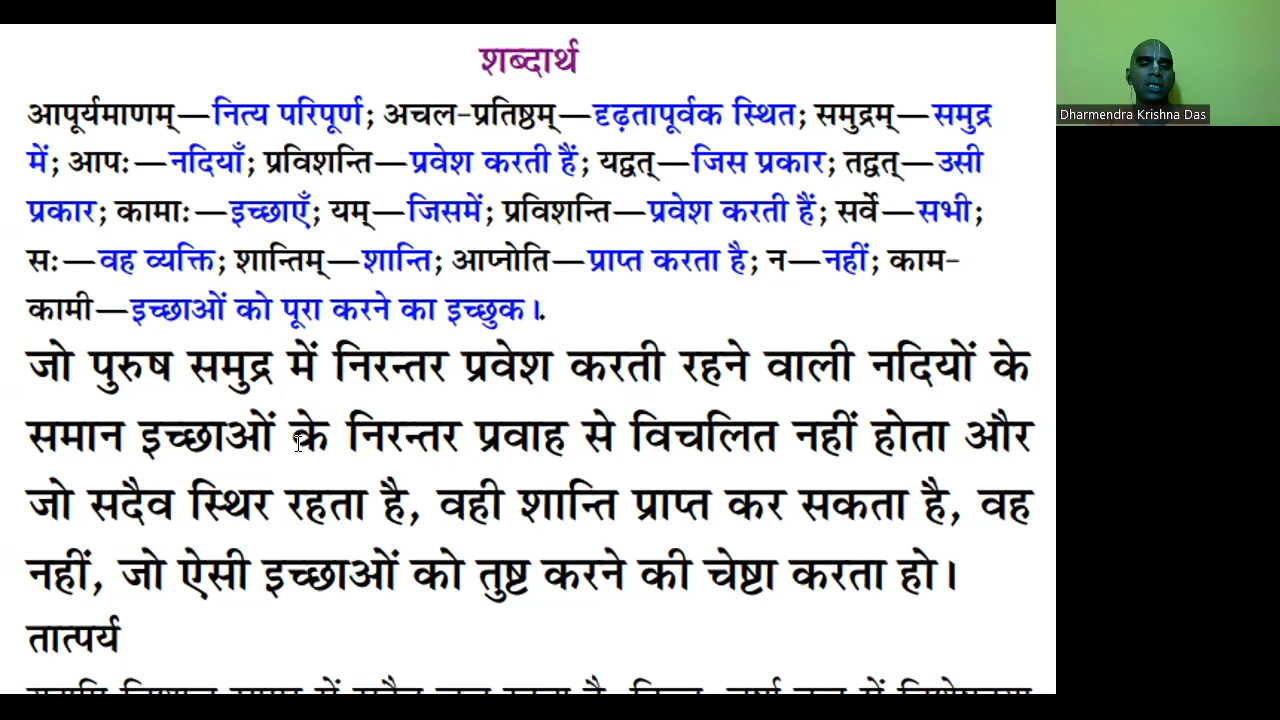 शब्दार्थ
आपूर्यमाणम्—नित्य परिपूर्ण; अचल-प्रतिष्ठम्—दृढ़तापूर्वक स्थित; समुद्रम्—समुद्र
में; आपः—नदियाँ; प्रविशन्ति—प्रवेश करती हैं; यद्वत्—जिस प्रकार; तद्वत्—उसी
प्रकार; कामाः—इच्छाएँ; यम्—जिसमें; प्रविशन्ति—प्रवेश करती हैं; सर्वे—सभी;
सः—वह व्यक्ति; शान्तिम्—शान्ति; आप्नोति—प्राप्त करता है; न—नहीं; काम-
कामी—इच्छाओं को पूरा करने का इच्छुक।.
जो पुरुष समुद्र में निरन्तर प्रवेश करती रहने वाली नदियों के
समान इच्छाओं के निरन्तर प्रवाह से विचलित नहीं होता और
जो सदैव स्थिर रहता है, वही शान्ति प्राप्त कर सकता है, वह
नहीं, जो ऐसी इच्छाओं को तुष्ट करने की चेष्टा करता हो।
तात्पर्य
Dharmendra Krishna Das